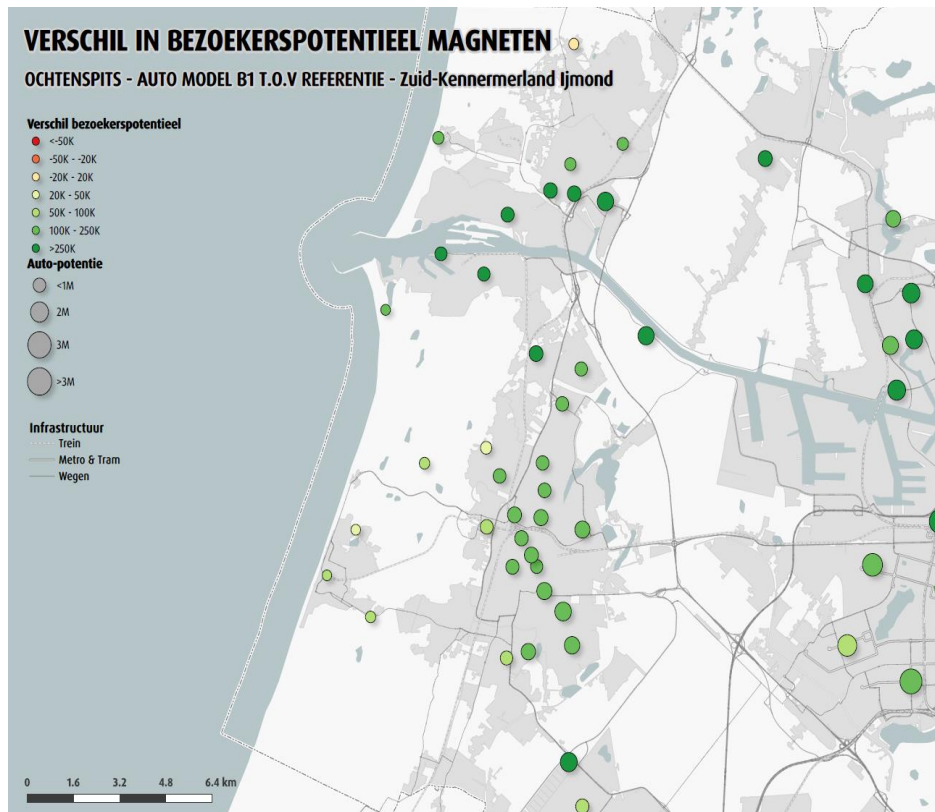 VERSCHIL IN BEZOEKERSPOTENTIEEL MAGNETEN
OCHTENSPITS - AUTO MODEL B1 T.O.V REFERENTIE - Zuid-Kennermerland Ijmond
Verschil bezoekerspotentieel
<-50K
-50K - -20K
-20K - 20K
20K - 50K
50K - 100K
100K - 250K
>250K
Auto-potentie
<1M
2M
3M
>3M
Infrastructuur
Trein
Metro & Tram
Wegen
0 1.6 3.2 4.8 6.4 km